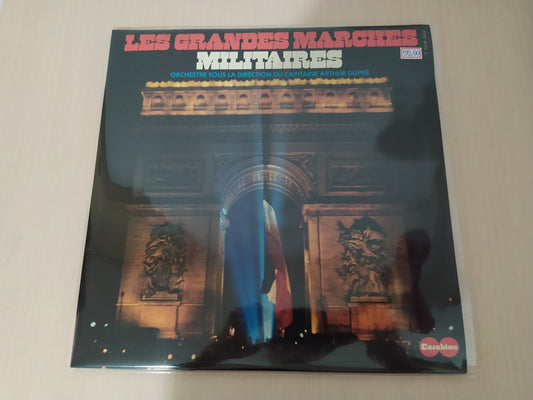 LES GRANDES MARCHES
MILITAIRES
ORCHESTRE SOUS LA DIRECTION DU CAPITAINE ARTHUR DUPRÉ
Carabine